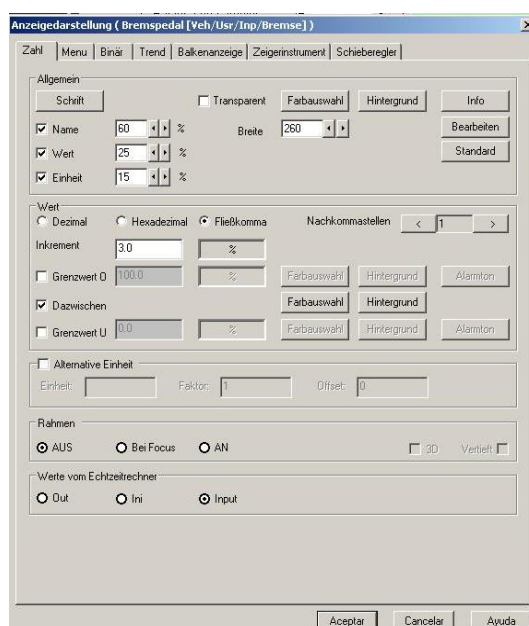 Anzeigedarstellung ( Bremspedal [Veh/Usr/Inp/Bremse] )
Zahl Menu Binär Trend Balkenanzeige Zeigerinstrument Schieberegler
Allgemein
Schrift Transparent Farbauswahl Hintergrund Info
Name 60 % Breite 260 Bearbeiten
Wert 25 % Standard
Einheit 15 %
Wert
Dezimal Hexadezimal Fließkomma Nachkommastellen < 1 >
Inkrement 3.0 %
Grenzwert O 100.0 % Farbauswahl Hintergrund Alarmton
Dazwischen Farbauswahl Hintergrund
Grenzwert U 0.0 % Farbauswahl Hintergrund Alarmton
Alternative Einheit
Einheit: Faktor: 1 Offset: 0
Rahmen
AUS Bei Focus AN 3D Vertieft
Werte vom Echtzeitrechner
Out Ini Input
Aceptar Cancelar Ayuda